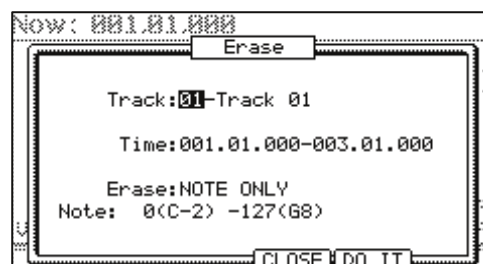 Now: 001.01.000
Erase
Track:01-Track 01
Time:001.01.000-003.01.000
Erase:NOTE ONLY
Note: 0(C-2) -127(G8)
CLOSE DO IT